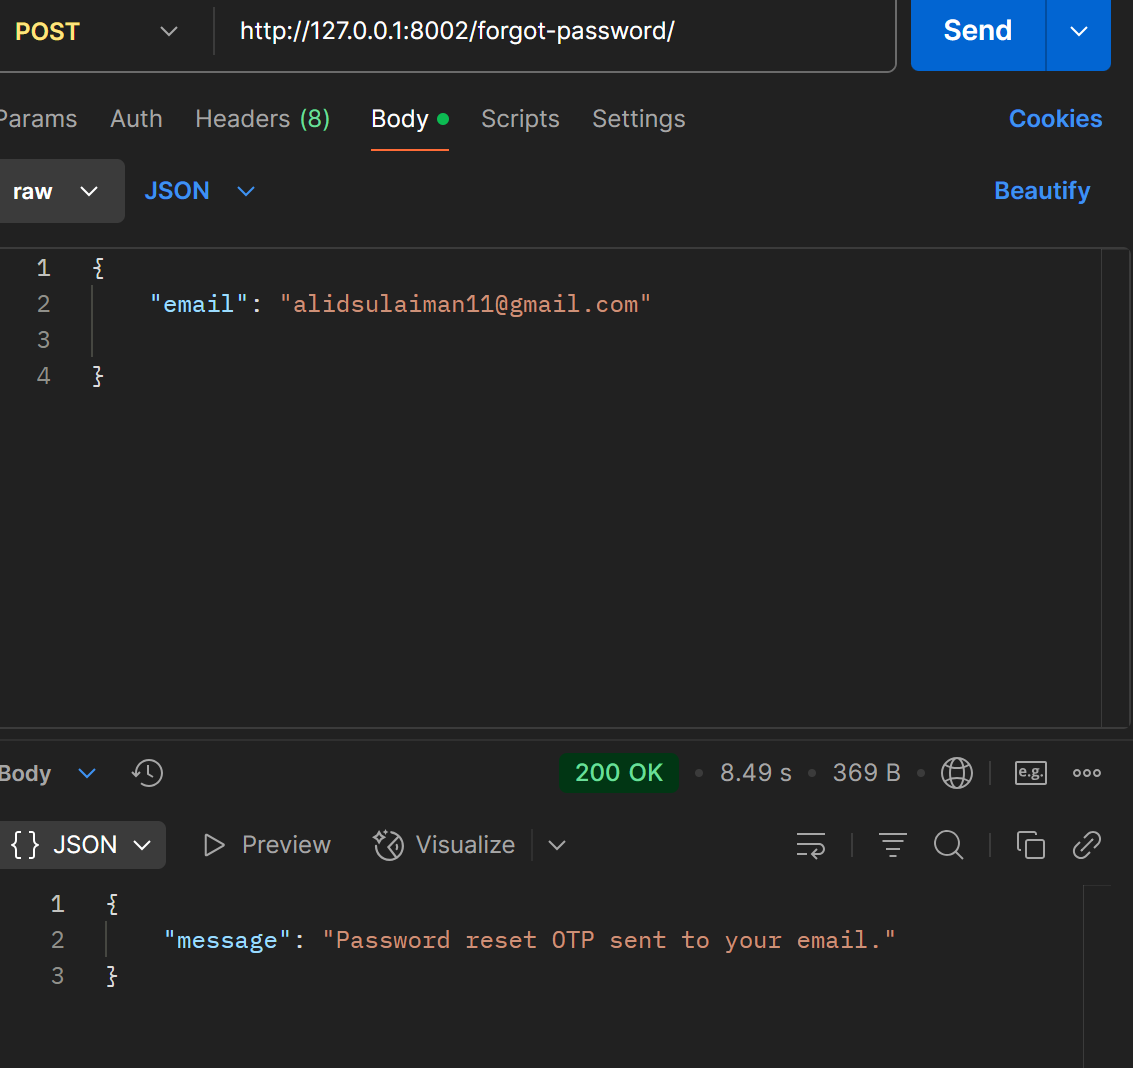 POST http://127.0.0.1:8002/forgot-password/ Send
Params Auth Headers (8) Body Scripts Settings Cookies
raw JSON Beautify
1 {
2 "email": "alidsulaiman11@gmail.com"
3
4 }
Body 200 OK • 8.49 s • 369 B • e.g.
{} JSON Preview Visualize
1 {
2 "message": "Password reset OTP sent to your email."
3 }